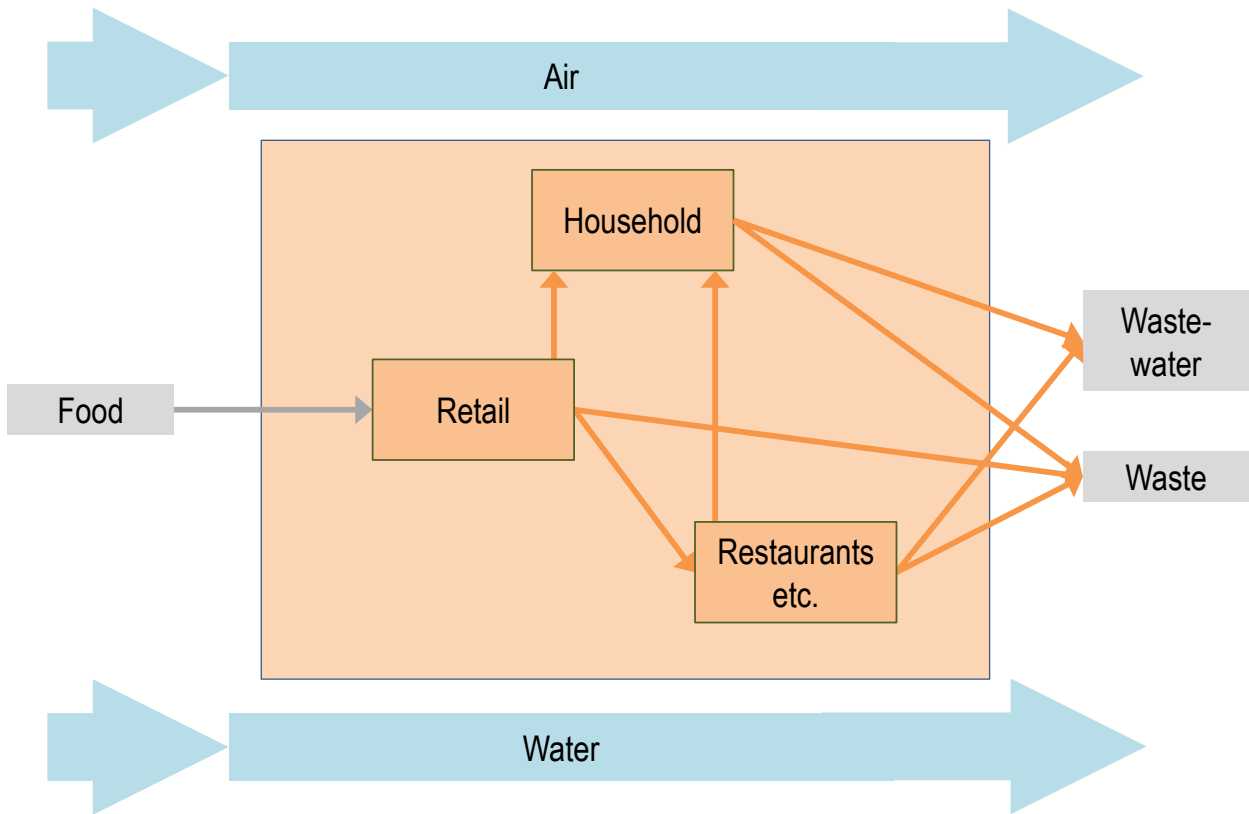 Air
Household
Waste-
water
Food
Retail
Waste
Restaurants
etc.
Water